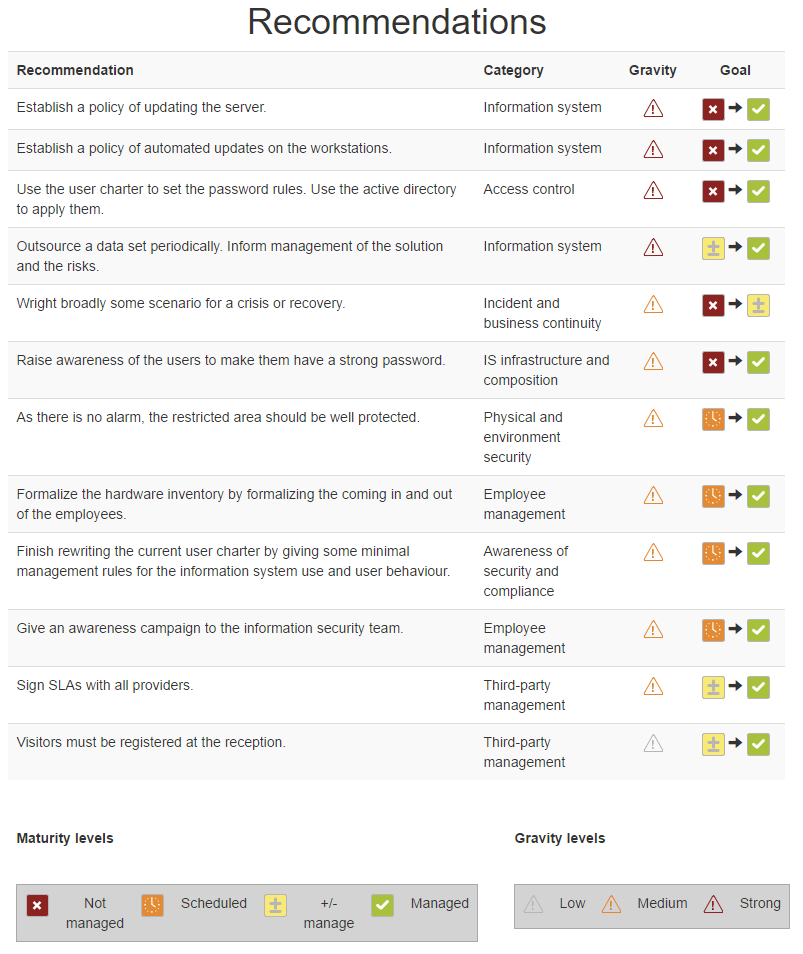 Recommendations
Recommendation Category Gravity Goal
Establish a policy of updating the server. Information system
Establish a policy of automated updates on the workstations. Information system
Use the user charter to set the password rules. Use the active directory Access control
to apply them.
Outsource a data set periodically. Inform management of the solution Information system
and the risks.
Wright broadly some scenario for a crisis or recovery. Incident and
business continuity
Raise awareness of the users to make them have a strong password. IS infrastructure and
composition
As there is no alarm, the restricted area should be well protected. Physical and
environment
security
Formalize the hardware inventory by formalizing the coming in and out Employee
of the employees. management
Finish rewriting the current user charter by giving some minimal Awareness of
management rules for the information system use and user behaviour. security and
compliance
Give an awareness campaign to the information security team. Employee
management
Sign SLAs with all providers. Third-party
management
Visitors must be registered at the reception. Third-party
management
Maturity levels Gravity levels
Not Scheduled +/- Managed Low Medium Strong
managed manage